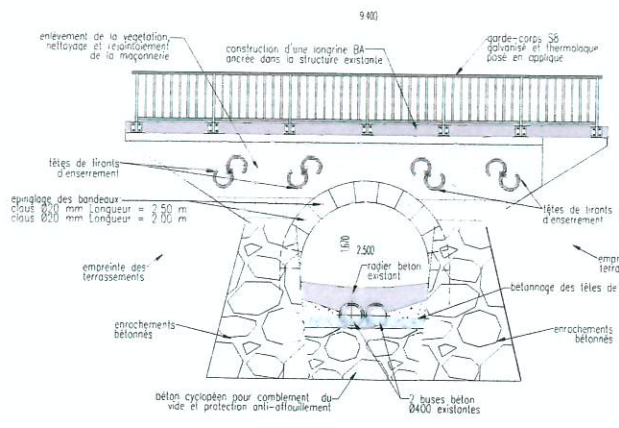 9.400
enlèvement de la vegetation,
nettoyage et rejointoiement
de la maçonnerie
construction d'une longrine BA
ancrée dans la structure existante
garde-corps S8
galvanisé et thermolaqué
posé en applique
têtes de tirants
d'enserrement
epinglage des bandeaux
clous Ø20 mm Longueur = 2.50 m
clous Ø20 mm Longueur = 2.00 m
têtes de tirants
d'enserrement
1.670
2.500
empreinte des
terrassements
radier béton
existant
betonnage des têtes de
enrochements
bétonnés
enrochements
bétonnés
béton cyclopéen pour comblement du
vide et protection anti-affouillement
2 buses béton
Ø400 existantes